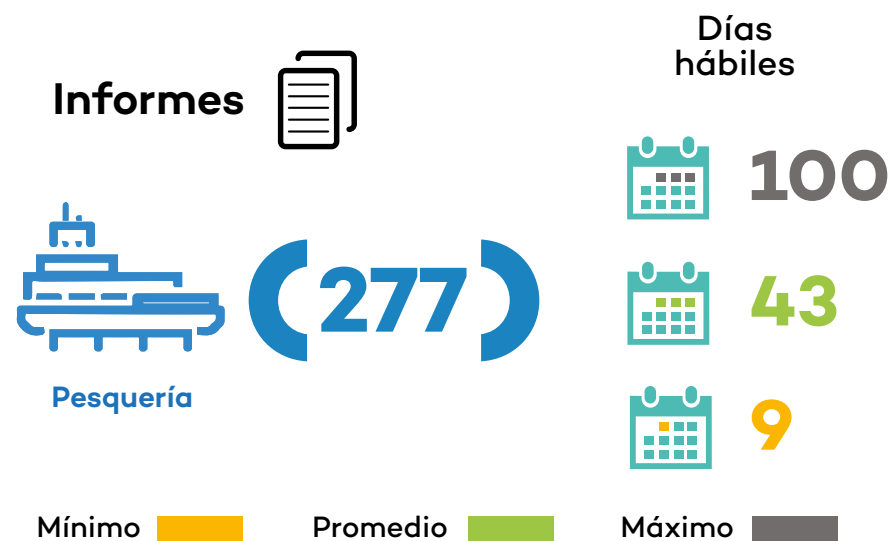 Informes
Días
hábiles
100
277
43
Pesquería
9
Mínimo
Promedio
Máximo